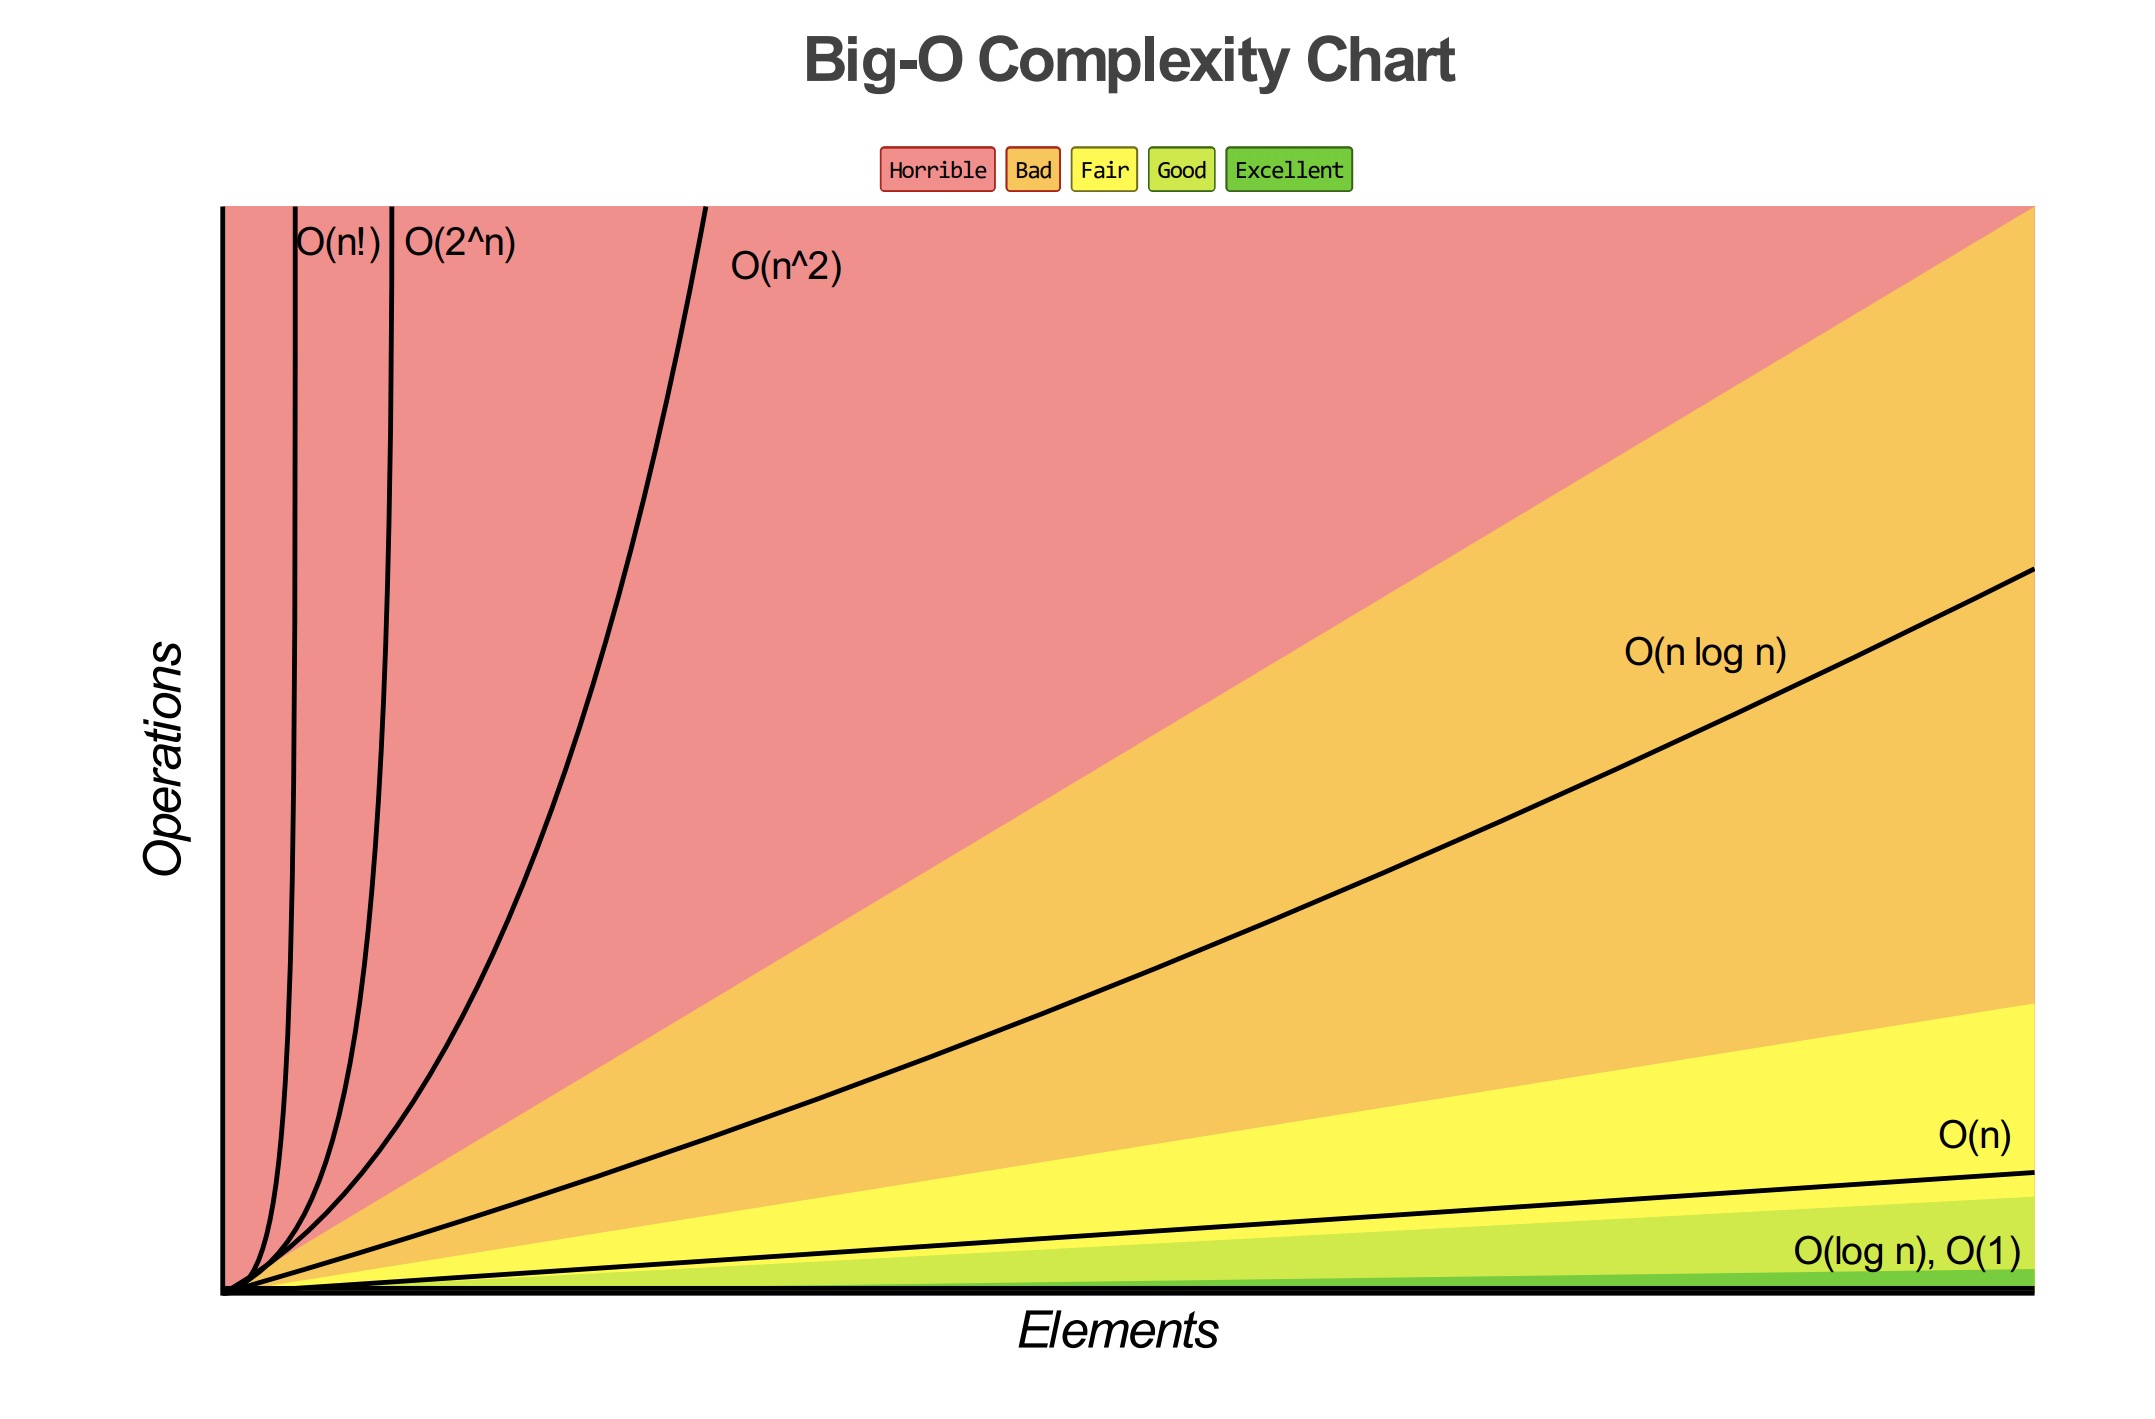 Big-O Complexity Chart
Horrible Bad Fair Good Excellent
O(n!) O(2^n)
O(n^2)
O(n log n)
O(n)
O(log n), O(1)
Operations
Elements